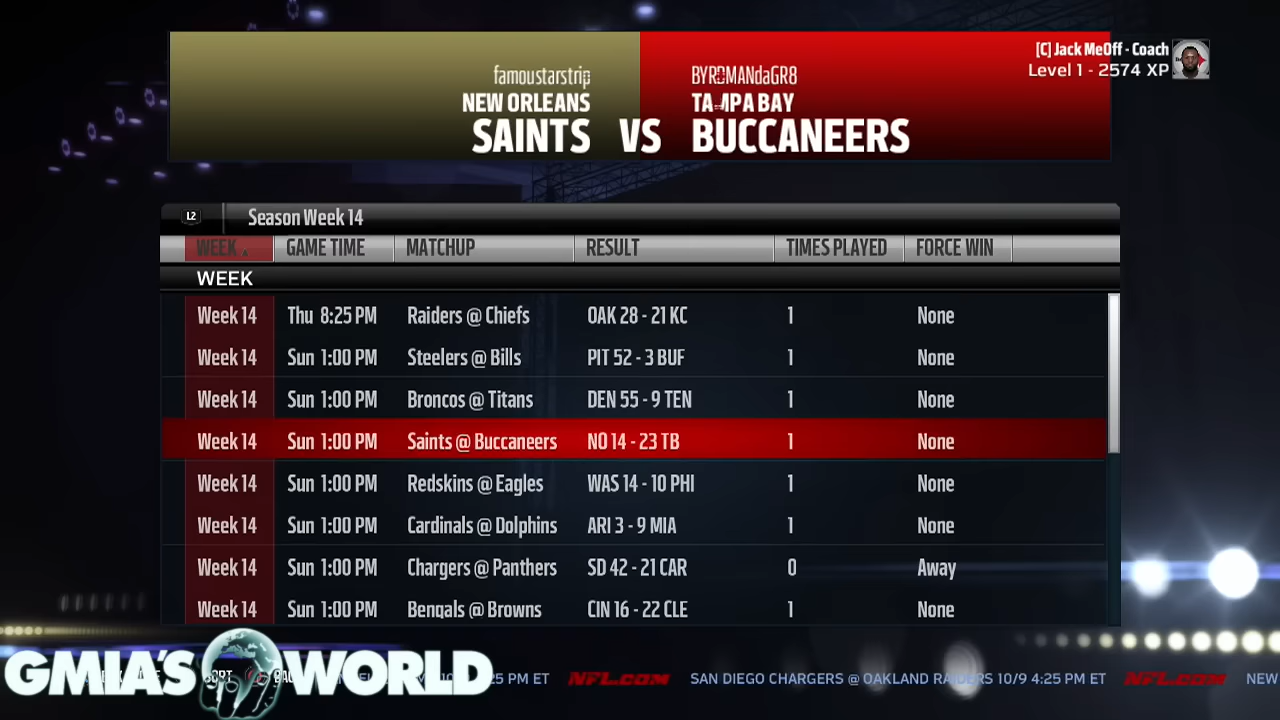 [C] Jack MeOff - Coach
Level 1 - 2574 XP
famoustarstrip
NEW ORLEANS
SAINTS
VS
BYRDMANdaGR8
TAMPA BAY
BUCCANEERS
L2 Season Week 14
WEEK GAME TIME MATCHUP RESULT TIMES PLAYED FORCE WIN
WEEK
Week 14 Thu 8:25 PM Raiders @ Chiefs OAK 28 - 21 KC 1 None
Week 14 Sun 1:00 PM Steelers @ Bills PIT 52 - 3 BUF 1 None
Week 14 Sun 1:00 PM Broncos @ Titans DEN 55 - 9 TEN 1 None
Week 14 Sun 1:00 PM Saints @ Buccaneers NO 14 - 23 TB 1 None
Week 14 Sun 1:00 PM Redskins @ Eagles WAS 14 - 10 PHI 1 None
Week 14 Sun 1:00 PM Cardinals @ Dolphins ARI 3 - 9 MIA 1 None
Week 14 Sun 1:00 PM Chargers @ Panthers SD 42 - 21 CAR 0 Away
Week 14 Sun 1:00 PM Bengals @ Browns CIN 16 - 22 CLE 1 None
GMIA'S WORLD
25 PM ET NFL.COM SAN DIEGO CHARGERS @ OAKLAND RAIDERS 10/9 4:25 PM ET NFL.COM NEW